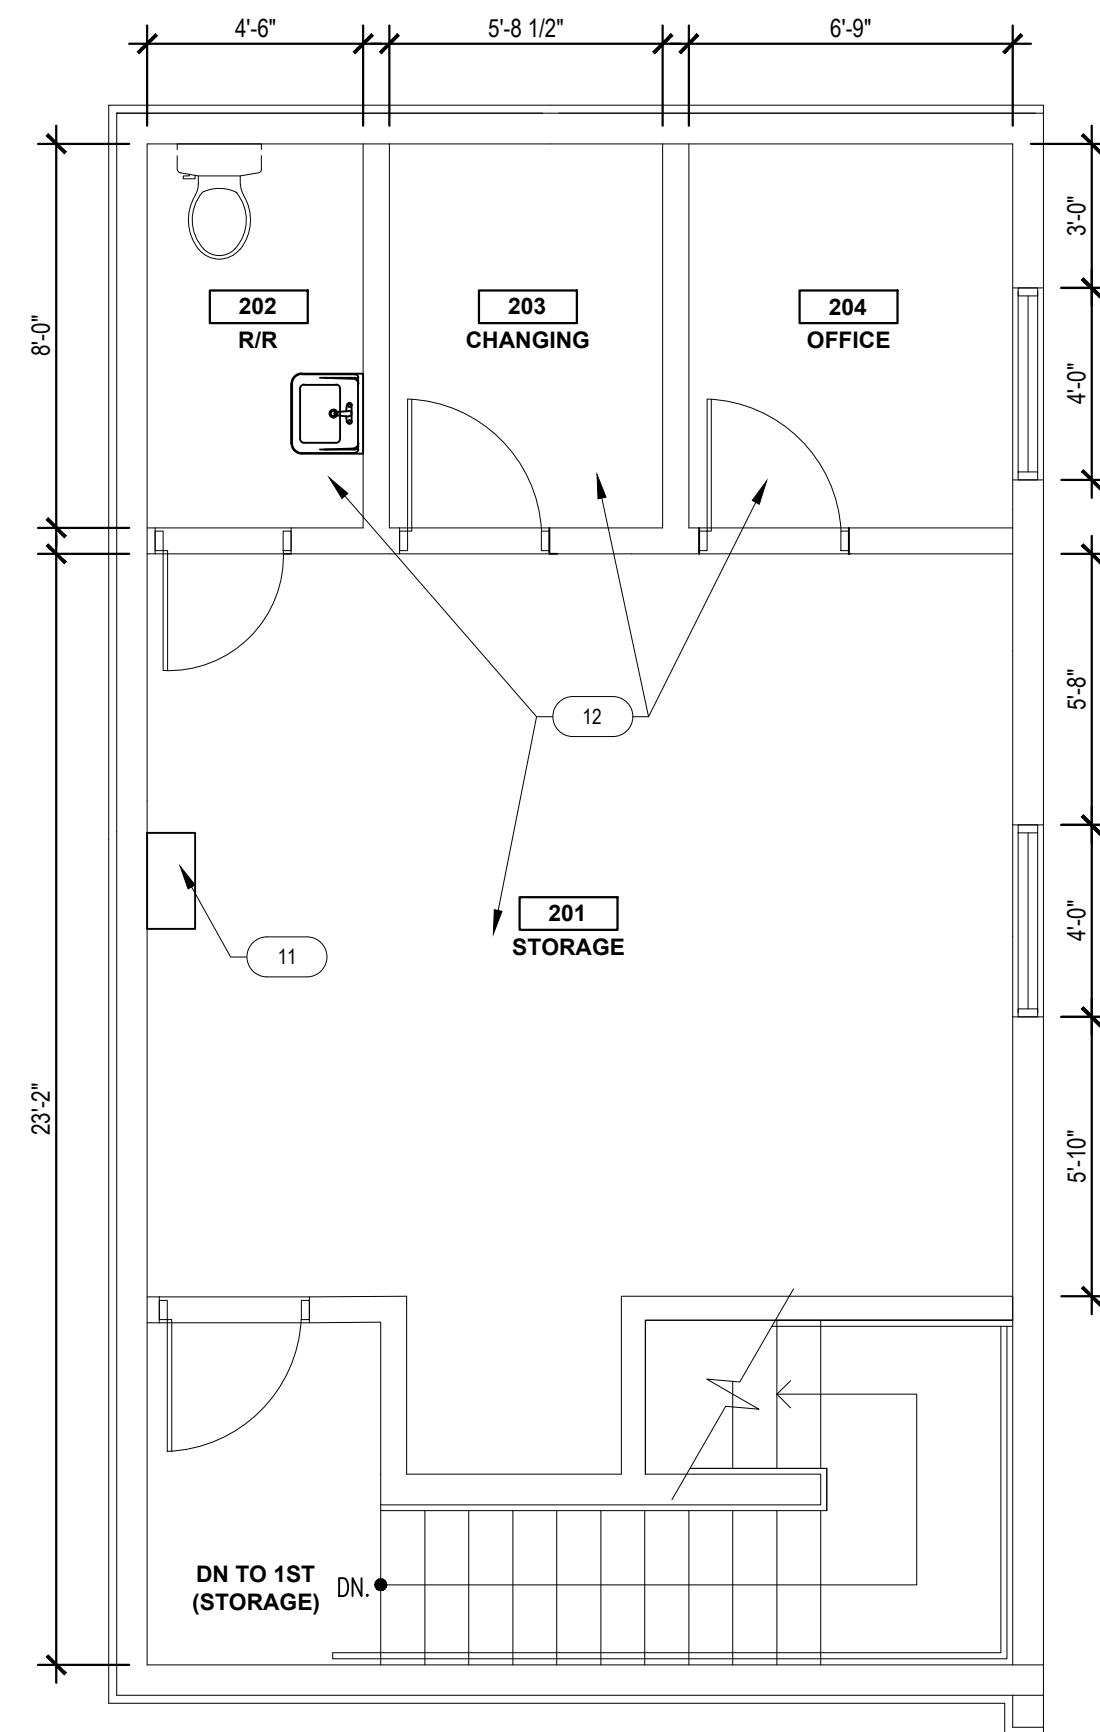 4'-6"
5'-8 1/2"
6'-9"
3'-0"
202
R/R
203
CHANGING
204
OFFICE
8'-0"
4'-0"
5'-8"
12
201
STORAGE
4'-0"
11
23'-2"
5'-10"
DN TO 1ST
(STORAGE)
DN.